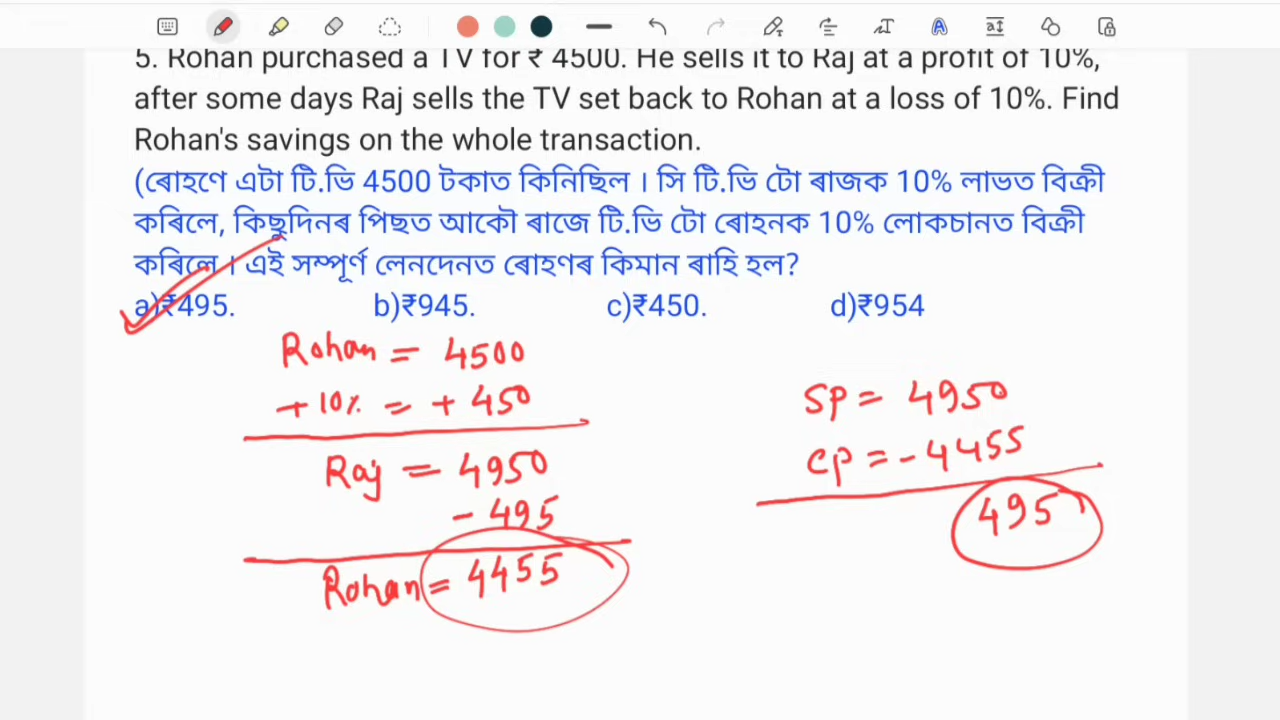 5. Rohan purchased a TV for ₹ 4500. He sells it to Raj at a profit of 10%,
after some days Raj sells the TV set back to Rohan at a loss of 10%. Find
Rohan's savings on the whole transaction.
(ৰোহণে এটা টি.ভি 4500 টকাত কিনিছিল । সি টি.ভি টো ৰাজক 10% লাভত বিক্ৰী
কৰিলে, কিছুদিনৰ পিছত আকৌ ৰাজে টি.ভি টো ৰোহনক 10% লোকচানত বিক্ৰী
কৰিলে । এই সম্পূৰ্ণ লেনদেনত ৰোহণৰ কিমান ৰাহি হল?
a)₹495. b)₹945. c)₹450. d)₹954
Rohan = 4500
+ 10% = + 450
Raj = 4950
- 495
Rohan = 4455
SP = 4950
CP = - 4455
495